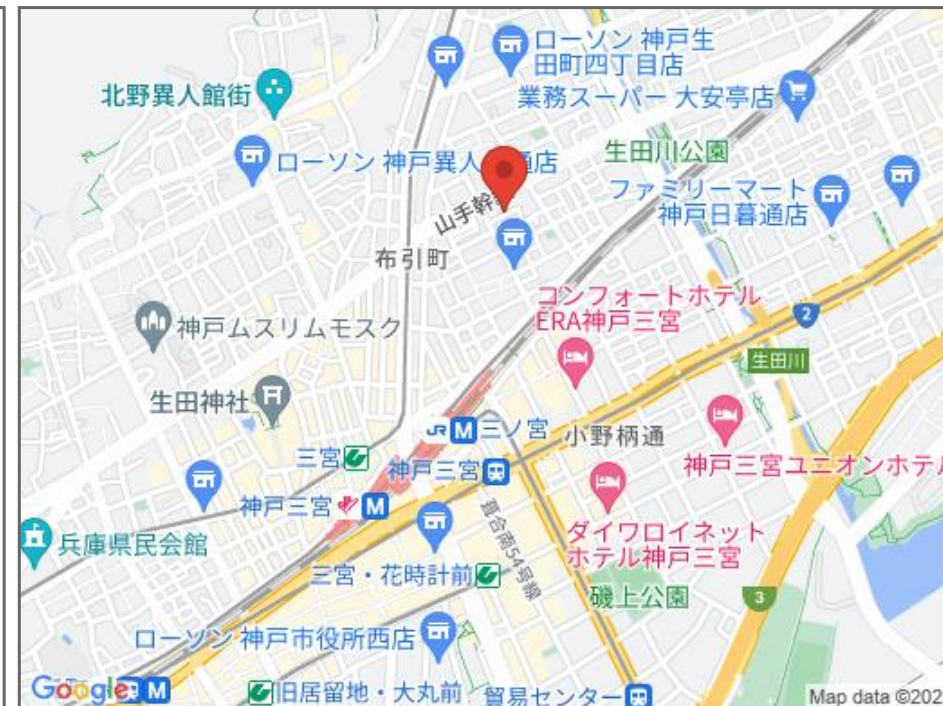 ローソン 神戸生
田町四丁目店
北野異人館街
業務スーパー 大安亭店
ローソン 神戸異人
通店
生田川公園
ファミリーマート
神戸日暮通店
山手幹
布引町
コンフォートホテル
ERA神戸三宮
2
神戸ムスリムモスク
生田川
生田神社
JR M 三ノ宮
小野柄通
三宮
神戸三宮
神戸三宮ユニオンホテル
神戸三宮 M
葺合南54号線
兵庫県民会館
ダイワロイネット
ホテル神戸三宮
三宮・花時計前
磯上公園
3
ローソン 神戸市役所西店
Google
M
旧居留地・大丸前
貿易センター
Map data ©202